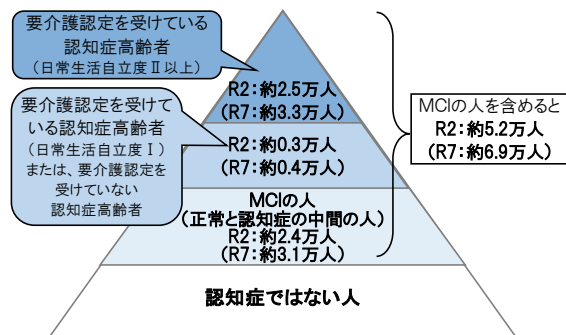 要介護認定を受けている
認知症高齢者
（日常生活自立度Ⅱ以上）
R2：約2.5万人
（R7：約3.3万人）
要介護認定を受けて
いる認知症高齢者
（日常生活自立度Ⅰ）
または、要介護認定を
受けていない
認知症高齢者
R2：約0.3万人
（R7：約0.4万人）
MCIの人
（正常と認知症の中間の人）
R2：約2.4万人
（R7：約3.1万人）
認知症ではない人
MCIの人を含めると
R2：約5.2万人
（R7：約6.9万人）